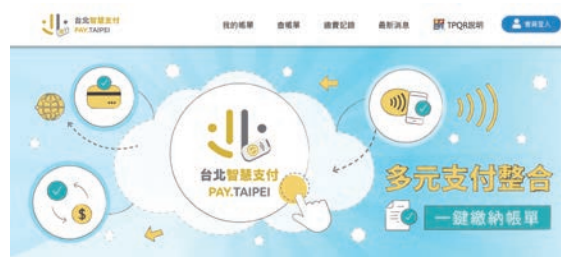 台北智慧支付
PAY.TAIPEI
我的帳單 查帳單 繳費記錄 最新消息 TPQR說明 會員登入
台北智慧支付
PAY.TAIPEI
多元支付整合
一鍵繳納帳單